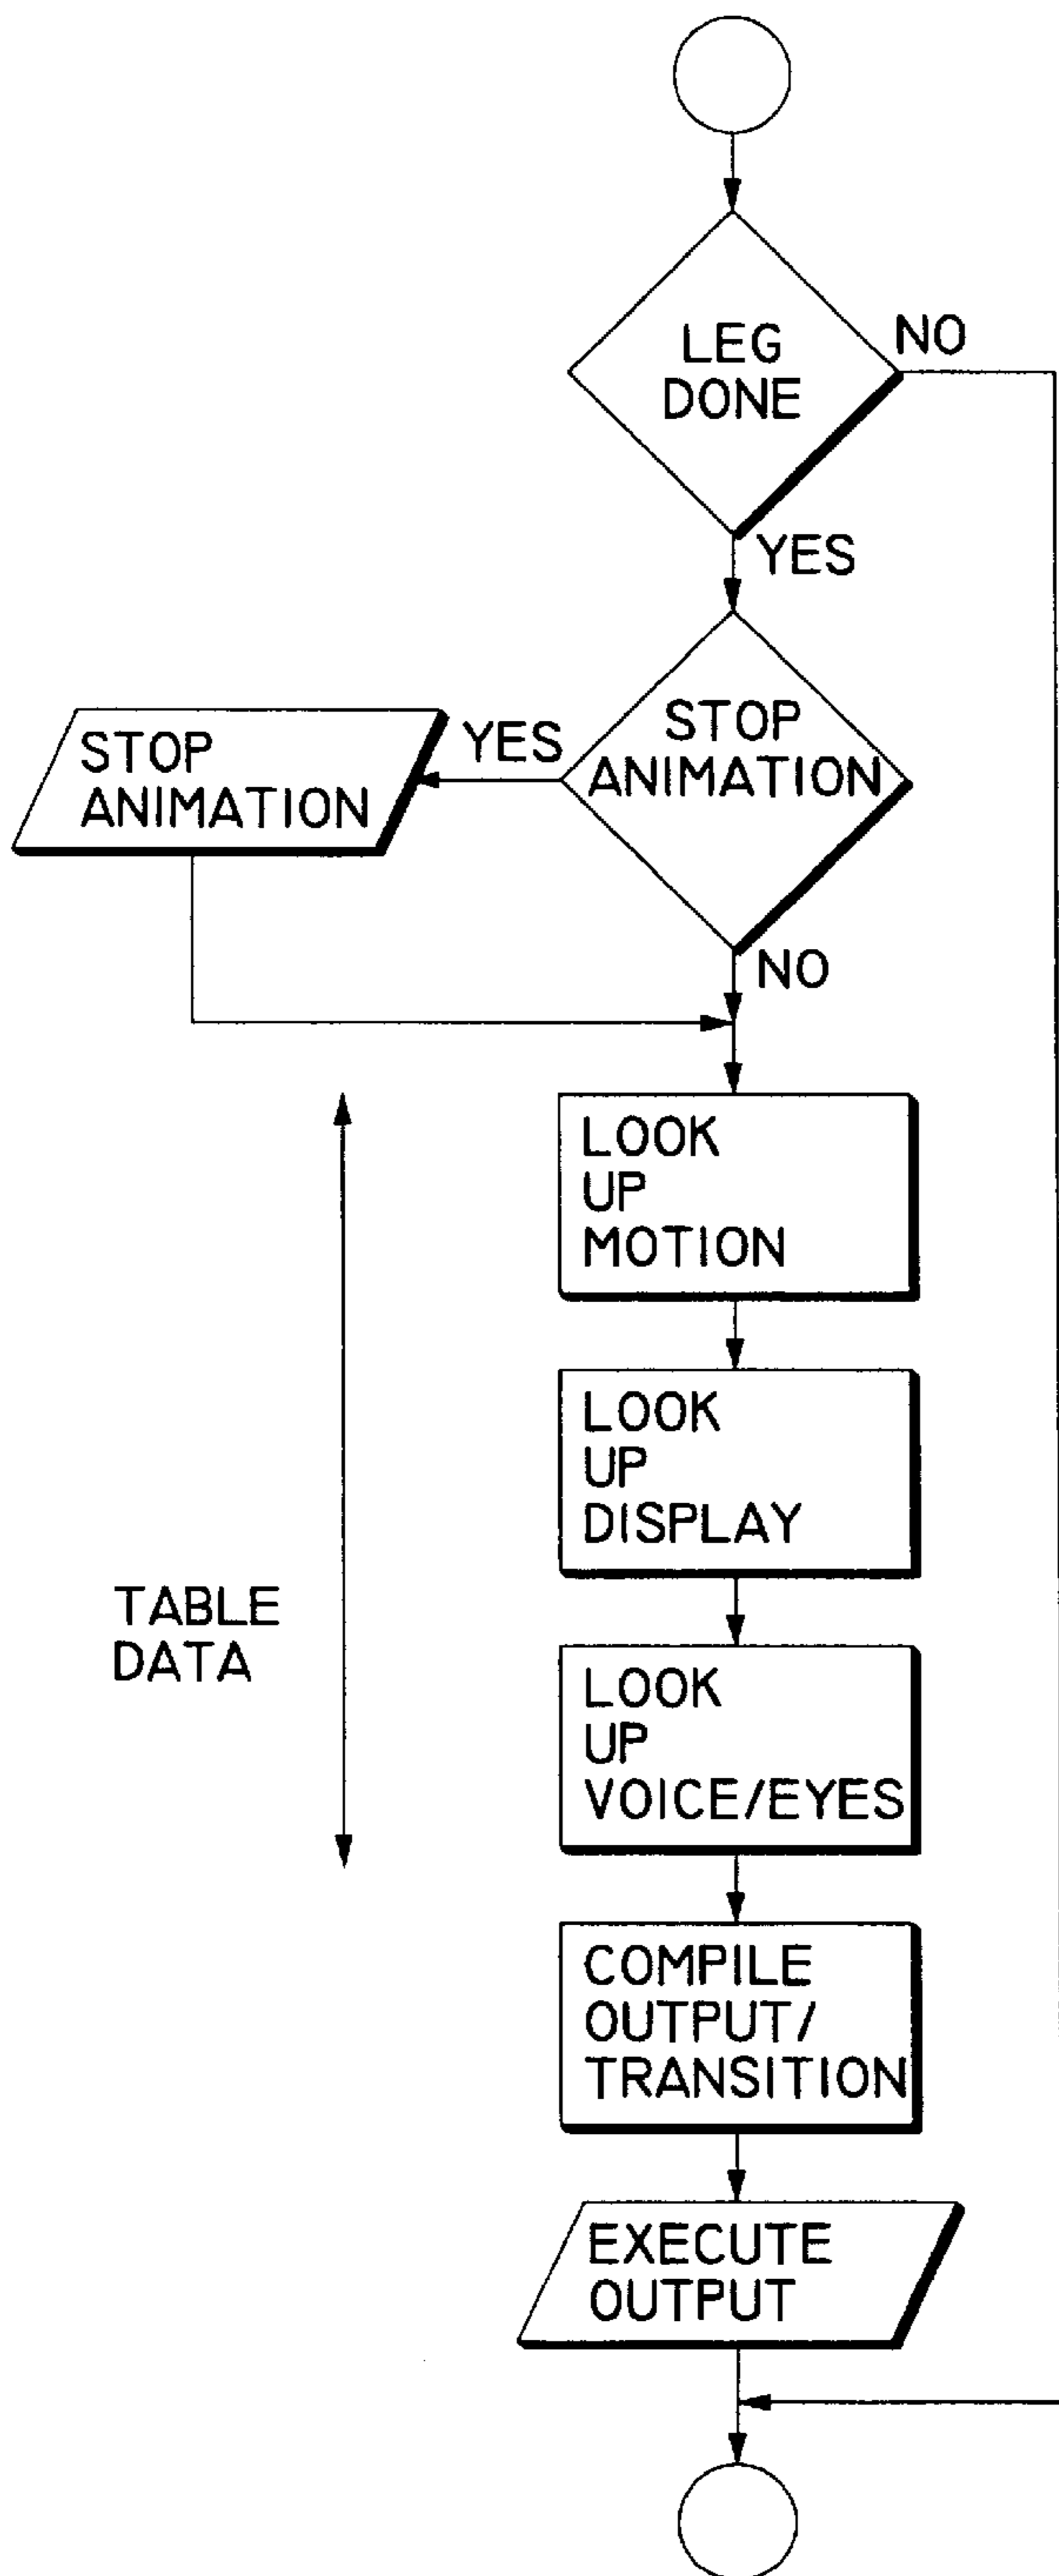 LEG
DONE
NO
YES
STOP
ANIMATION
YES
STOP
ANIMATION
NO
LOOK
UP
MOTION
LOOK
UP
DISPLAY
TABLE
DATA
LOOK
UP
VOICE/EYES
COMPILE
OUTPUT/
TRANSITION
EXECUTE
OUTPUT